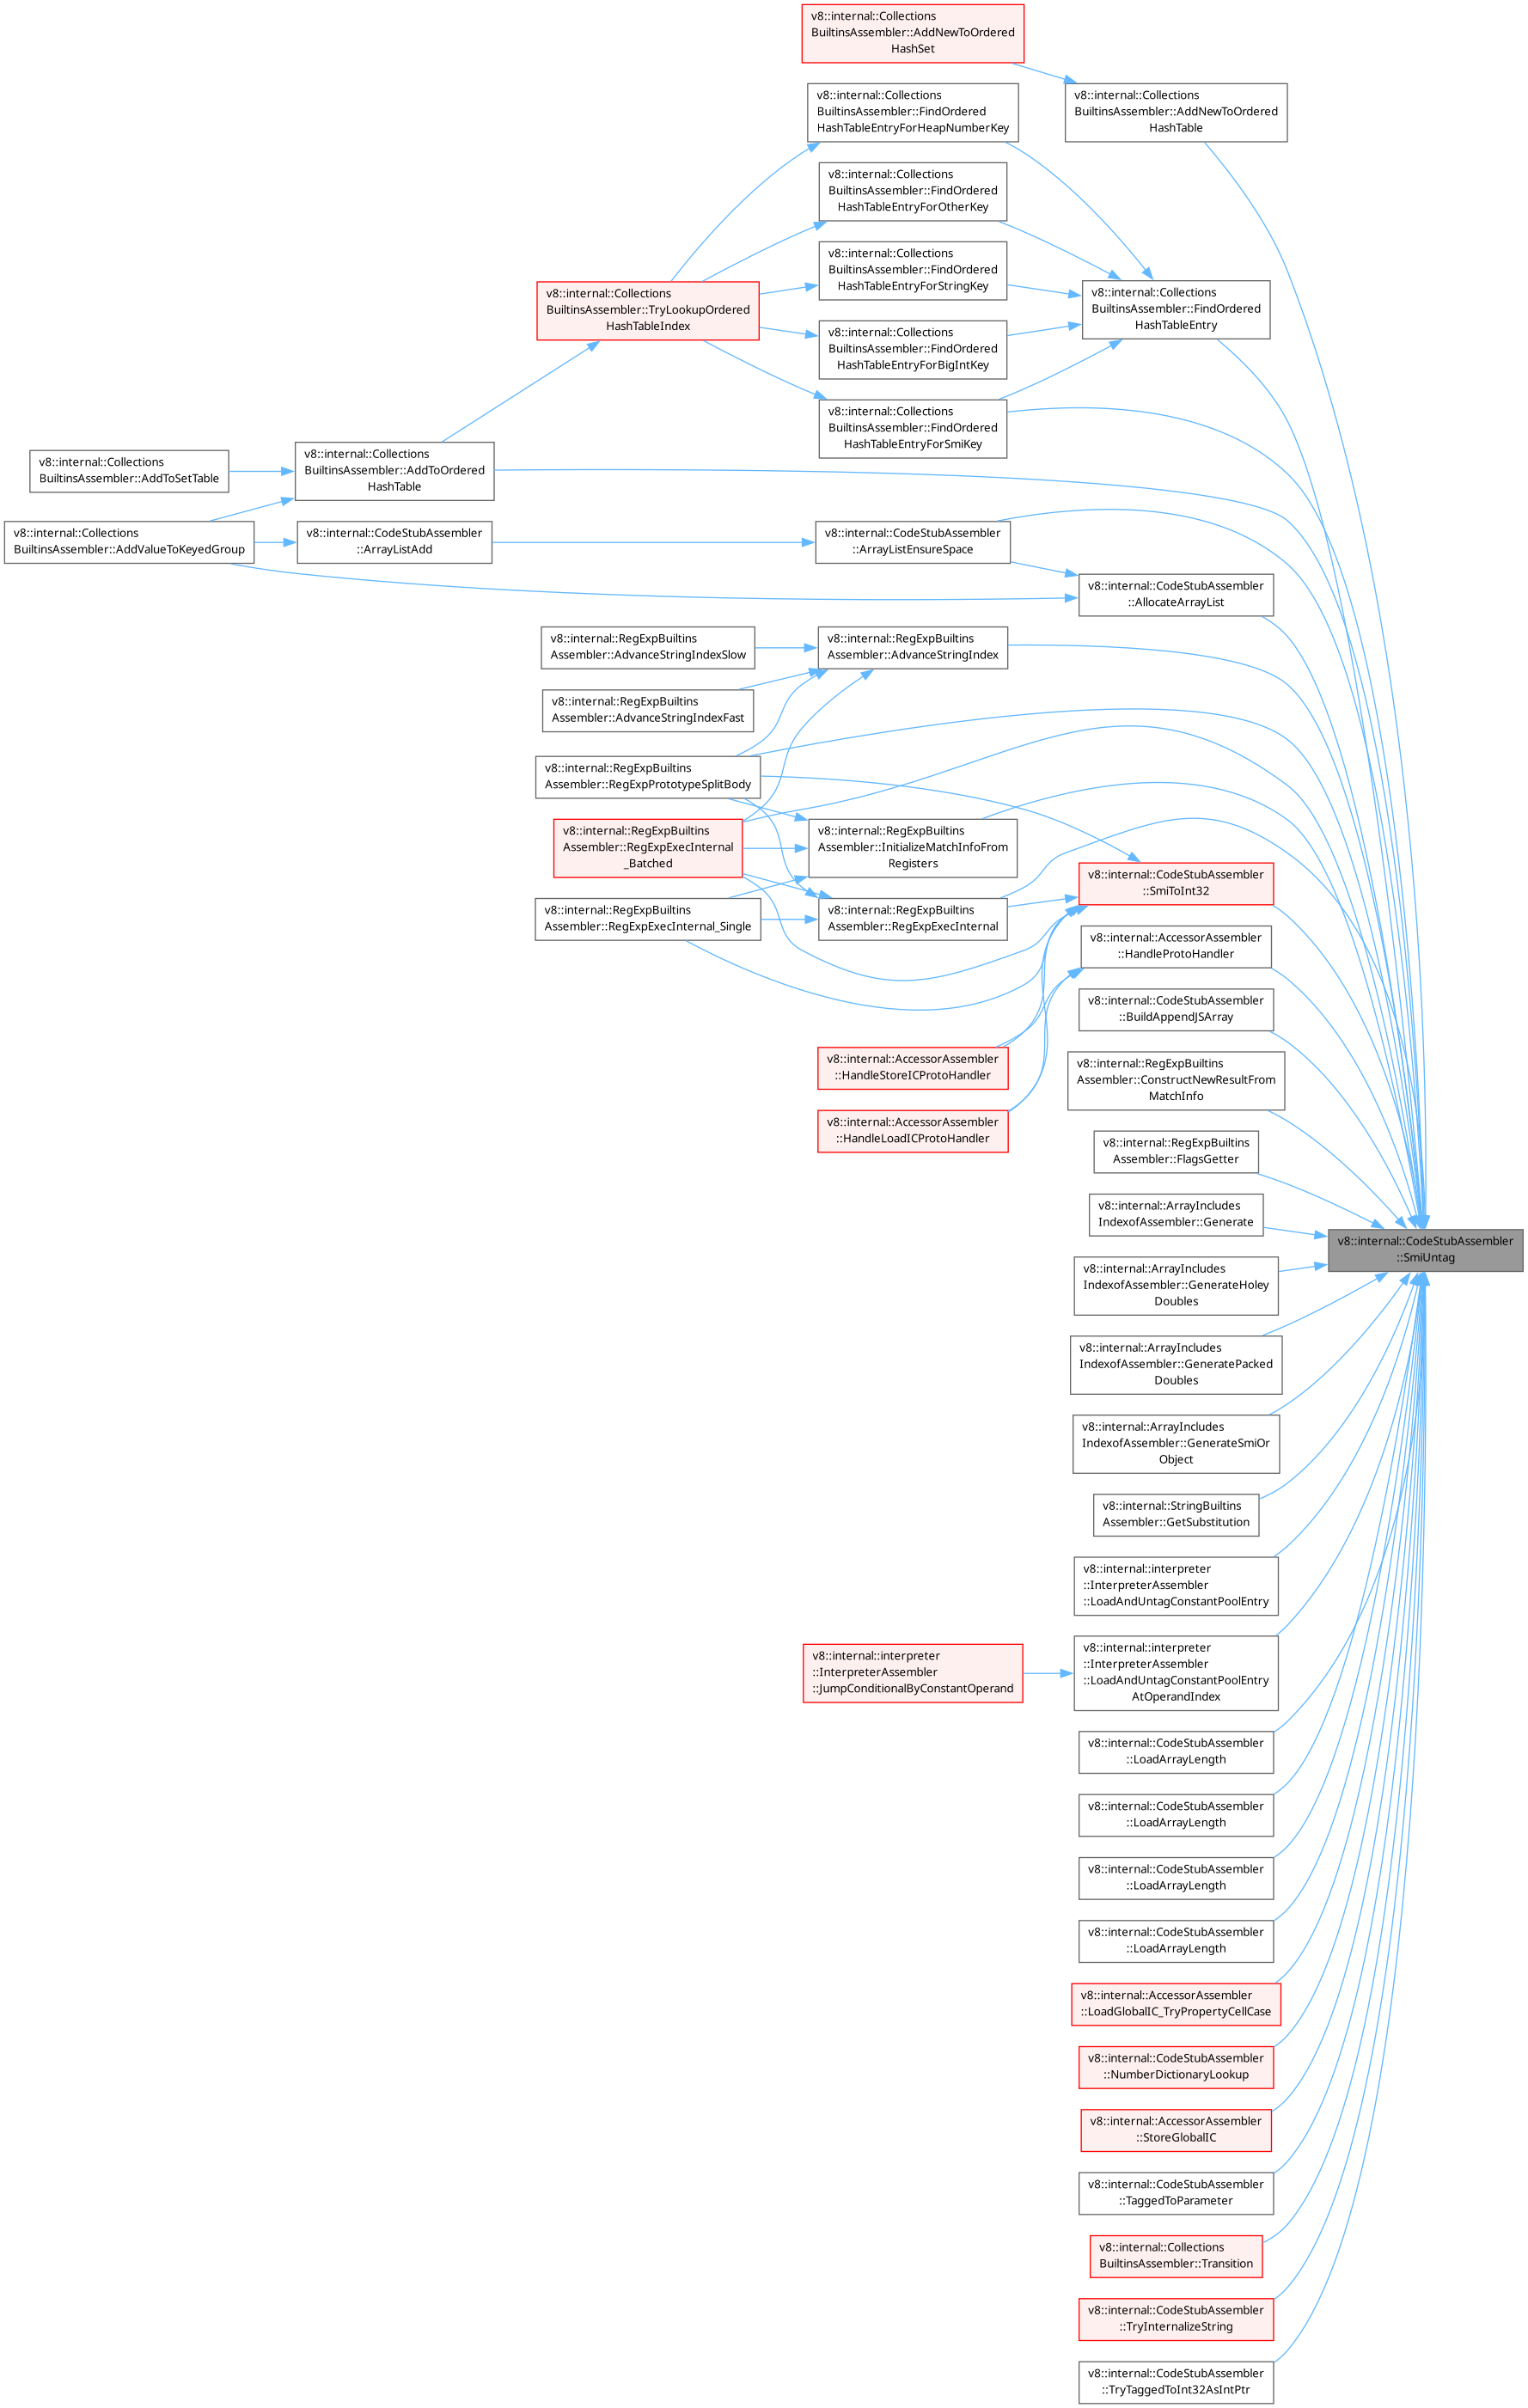 v8::internal::Collections
BuiltinsAssembler::AddNewToOrdered
HashSet
v8::internal::Collections
BuiltinsAssembler::AddNewToOrdered
HashTable
v8::internal::Collections
BuiltinsAssembler::FindOrdered
HashTableEntryForHeapNumberKey
v8::internal::Collections
BuiltinsAssembler::FindOrdered
HashTableEntryForOtherKey
v8::internal::Collections
BuiltinsAssembler::FindOrdered
HashTableEntryForStringKey
v8::internal::Collections
BuiltinsAssembler::TryLookupOrdered
HashTableIndex
v8::internal::Collections
BuiltinsAssembler::FindOrdered
HashTableEntry
v8::internal::Collections
BuiltinsAssembler::FindOrdered
HashTableEntryForBigIntKey
v8::internal::Collections
BuiltinsAssembler::FindOrdered
HashTableEntryForSmiKey
v8::internal::Collections
BuiltinsAssembler::AddToSetTable
v8::internal::Collections
BuiltinsAssembler::AddToOrdered
HashTable
v8::internal::Collections
BuiltinsAssembler::AddValueToKeyedGroup
v8::internal::CodeStubAssembler
::ArrayListAdd
v8::internal::CodeStubAssembler
::ArrayListEnsureSpace
v8::internal::CodeStubAssembler
::AllocateArrayList
v8::internal::RegExpBuiltins
Assembler::AdvanceStringIndexSlow
v8::internal::RegExpBuiltins
Assembler::AdvanceStringIndex
v8::internal::RegExpBuiltins
Assembler::AdvanceStringIndexFast
v8::internal::RegExpBuiltins
Assembler::RegExpPrototypeSplitBody
v8::internal::RegExpBuiltins
Assembler::RegExpExecInternal
_Batched
v8::internal::RegExpBuiltins
Assembler::InitializeMatchInfoFrom
Registers
v8::internal::CodeStubAssembler
::SmiToInt32
v8::internal::RegExpBuiltins
Assembler::RegExpExecInternal_Single
v8::internal::RegExpBuiltins
Assembler::RegExpExecInternal
v8::internal::AccessorAssembler
::HandleProtoHandler
v8::internal::CodeStubAssembler
::BuildAppendJSArray
v8::internal::AccessorAssembler
::HandleStoreICProtoHandler
v8::internal::RegExpBuiltins
Assembler::ConstructNewResultFrom
MatchInfo
v8::internal::AccessorAssembler
::HandleLoadICProtoHandler
v8::internal::RegExpBuiltins
Assembler::FlagsGetter
v8::internal::ArrayIncludes
IndexofAssembler::Generate
v8::internal::CodeStubAssembler
::SmiUntag
v8::internal::ArrayIncludes
IndexofAssembler::GenerateHoley
Doubles
v8::internal::ArrayIncludes
IndexofAssembler::GeneratePacked
Doubles
v8::internal::ArrayIncludes
IndexofAssembler::GenerateSmiOr
Object
v8::internal::StringBuiltins
Assembler::GetSubstitution
v8::internal::interpreter
::InterpreterAssembler
::LoadAndUntagConstantPoolEntry
v8::internal::interpreter
::InterpreterAssembler
::JumpConditionalByConstantOperand
v8::internal::interpreter
::InterpreterAssembler
::LoadAndUntagConstantPoolEntry
AtOperandIndex
v8::internal::CodeStubAssembler
::LoadArrayLength
v8::internal::CodeStubAssembler
::LoadArrayLength
v8::internal::CodeStubAssembler
::LoadArrayLength
v8::internal::CodeStubAssembler
::LoadArrayLength
v8::internal::AccessorAssembler
::LoadGlobalIC_TryPropertyCellCase
v8::internal::CodeStubAssembler
::NumberDictionaryLookup
v8::internal::AccessorAssembler
::StoreGlobalIC
v8::internal::CodeStubAssembler
::TaggedToParameter
v8::internal::Collections
BuiltinsAssembler::Transition
v8::internal::CodeStubAssembler
::TryInternalizeString
v8::internal::CodeStubAssembler
::TryTaggedToInt32AsIntPtr